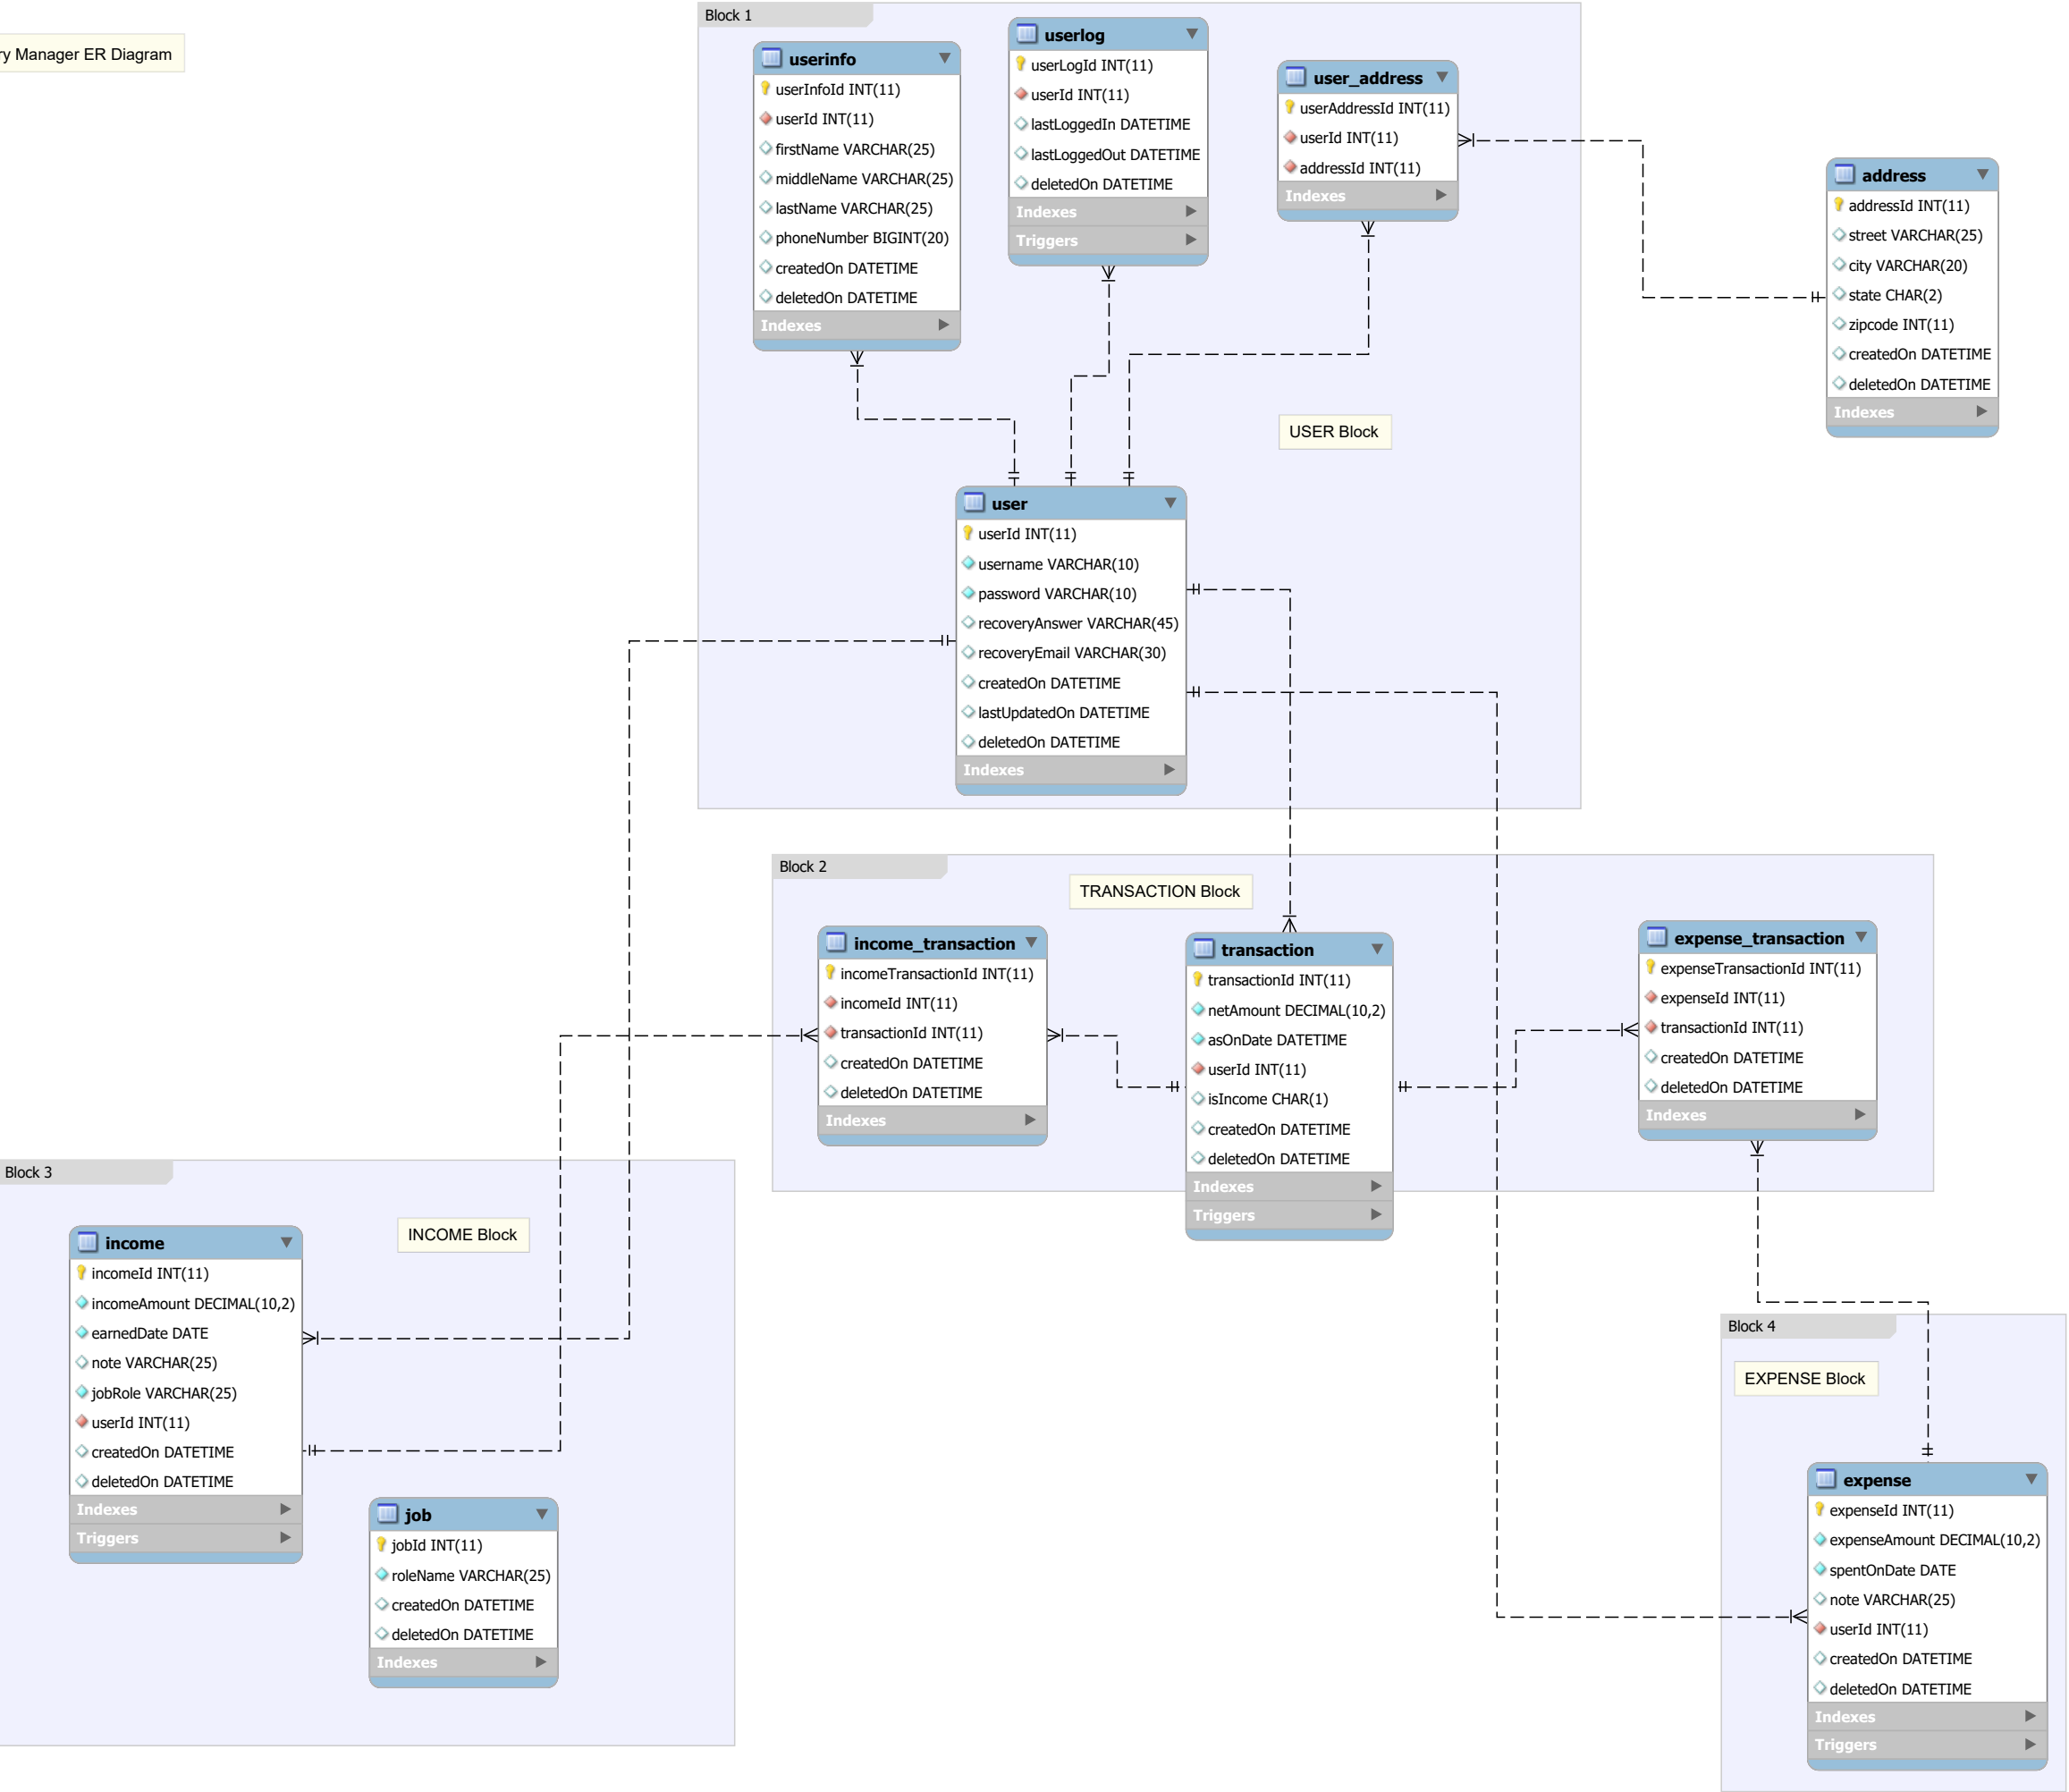 ry Manager ER Diagram
Block 1
userinfo
userInfoId INT(11)
userId INT(11)
firstName VARCHAR(25)
middleName VARCHAR(25)
lastName VARCHAR(25)
phoneNumber BIGINT(20)
createdOn DATETIME
deletedOn DATETIME
Indexes
userlog
userLogId INT(11)
userId INT(11)
lastLoggedIn DATETIME
lastLoggedOut DATETIME
deletedOn DATETIME
Indexes
Triggers
user_address
userAddressId INT(11)
userId INT(11)
addressId INT(11)
Indexes
address
addressId INT(11)
street VARCHAR(25)
city VARCHAR(20)
state CHAR(2)
zipcode INT(11)
createdOn DATETIME
deletedOn DATETIME
Indexes
USER Block
user
userId INT(11)
username VARCHAR(10)
password VARCHAR(10)
recoveryAnswer VARCHAR(45)
recoveryEmail VARCHAR(30)
createdOn DATETIME
lastUpdatedOn DATETIME
deletedOn DATETIME
Indexes
Block 2
TRANSACTION Block
income_transaction
incomeTransactionId INT(11)
incomeId INT(11)
transactionId INT(11)
createdOn DATETIME
deletedOn DATETIME
Indexes
transaction
transactionId INT(11)
netAmount DECIMAL(10,2)
asOnDate DATETIME
userId INT(11)
isIncome CHAR(1)
createdOn DATETIME
deletedOn DATETIME
Indexes
Triggers
expense_transaction
expenseTransactionId INT(11)
expenseId INT(11)
transactionId INT(11)
createdOn DATETIME
deletedOn DATETIME
Indexes
Block 3
INCOME Block
income
incomeId INT(11)
incomeAmount DECIMAL(10,2)
earnedDate DATE
note VARCHAR(25)
jobRole VARCHAR(25)
userId INT(11)
createdOn DATETIME
deletedOn DATETIME
Indexes
Triggers
job
jobId INT(11)
roleName VARCHAR(25)
createdOn DATETIME
deletedOn DATETIME
Indexes
Block 4
EXPENSE Block
expense
expenseId INT(11)
expenseAmount DECIMAL(10,2)
spentOnDate DATE
note VARCHAR(25)
userId INT(11)
createdOn DATETIME
deletedOn DATETIME
Indexes
Triggers